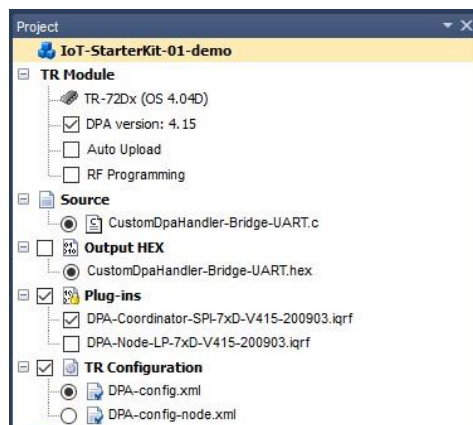 Project
IoT-StarterKit-01-demo
TR Module
TR-72Dx (OS 4.04D)
DPA version: 4.15
Auto Upload
RF Programming
Source
CustomDpaHandler-Bridge-UART.c
Output HEX
CustomDpaHandler-Bridge-UART.hex
Plug-ins
DPA-Coordinator-SPI-7xD-V415-200903.iqrf
DPA-Node-LP-7xD-V415-200903.iqrf
TR Configuration
DPA-config.xml
DPA-config-node.xml